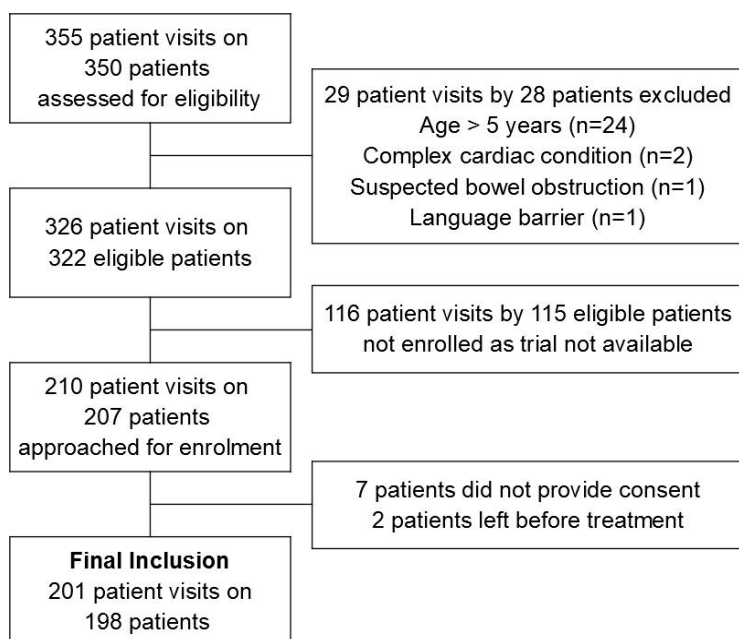 355 patient visits on
350 patients
assessed for eligibility
29 patient visits by 28 patients excluded
Age > 5 years (n=24)
Complex cardiac condition (n=2)
Suspected bowel obstruction (n=1)
Language barrier (n=1)
326 patient visits on
322 eligible patients
116 patient visits by 115 eligible patients
not enrolled as trial not available
210 patient visits on
207 patients
approached for enrolment
7 patients did not provide consent
2 patients left before treatment
Final Inclusion
201 patient visits on
198 patients